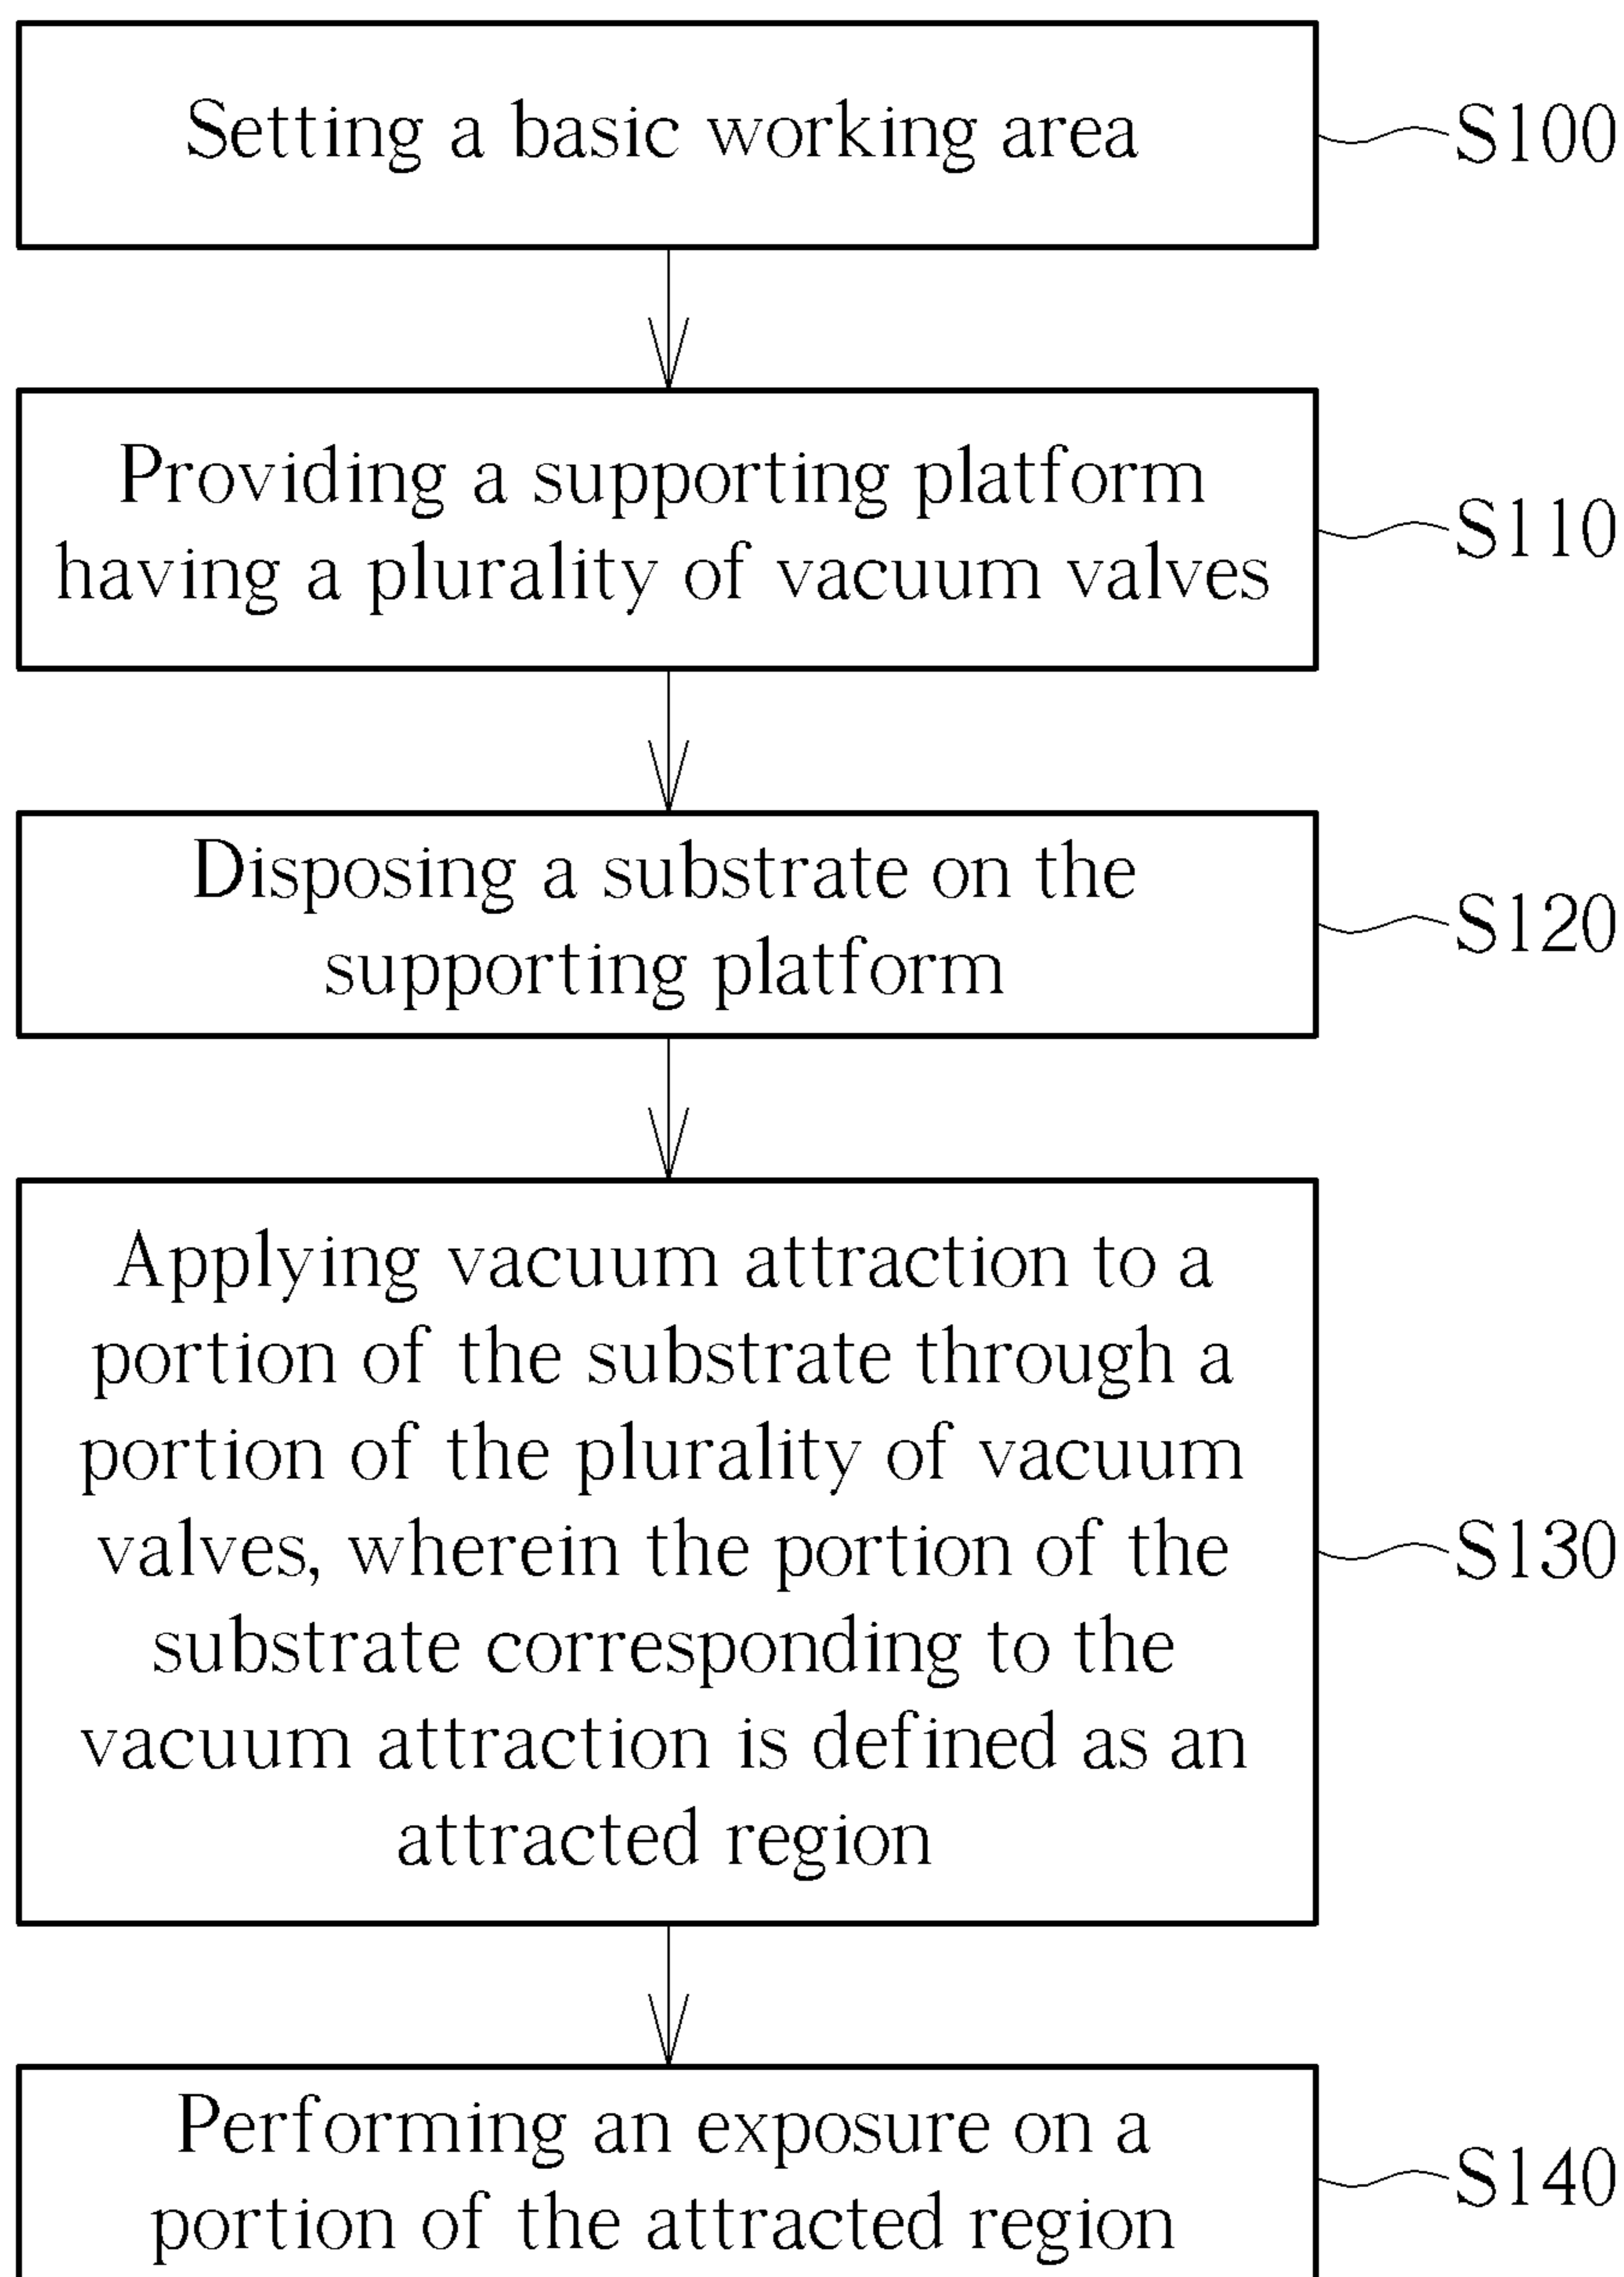 Setting a basic working area
S100
Providing a supporting platform
having a plurality of vacuum valves
S110
Disposing a substrate on the
supporting platform
S120
Applying vacuum attraction to a
portion of the substrate through a
portion of the plurality of vacuum
valves, wherein the portion of the
substrate corresponding to the
vacuum attraction is defined as an
attracted region
S130
Performing an exposure on a
portion of the attracted region
S140